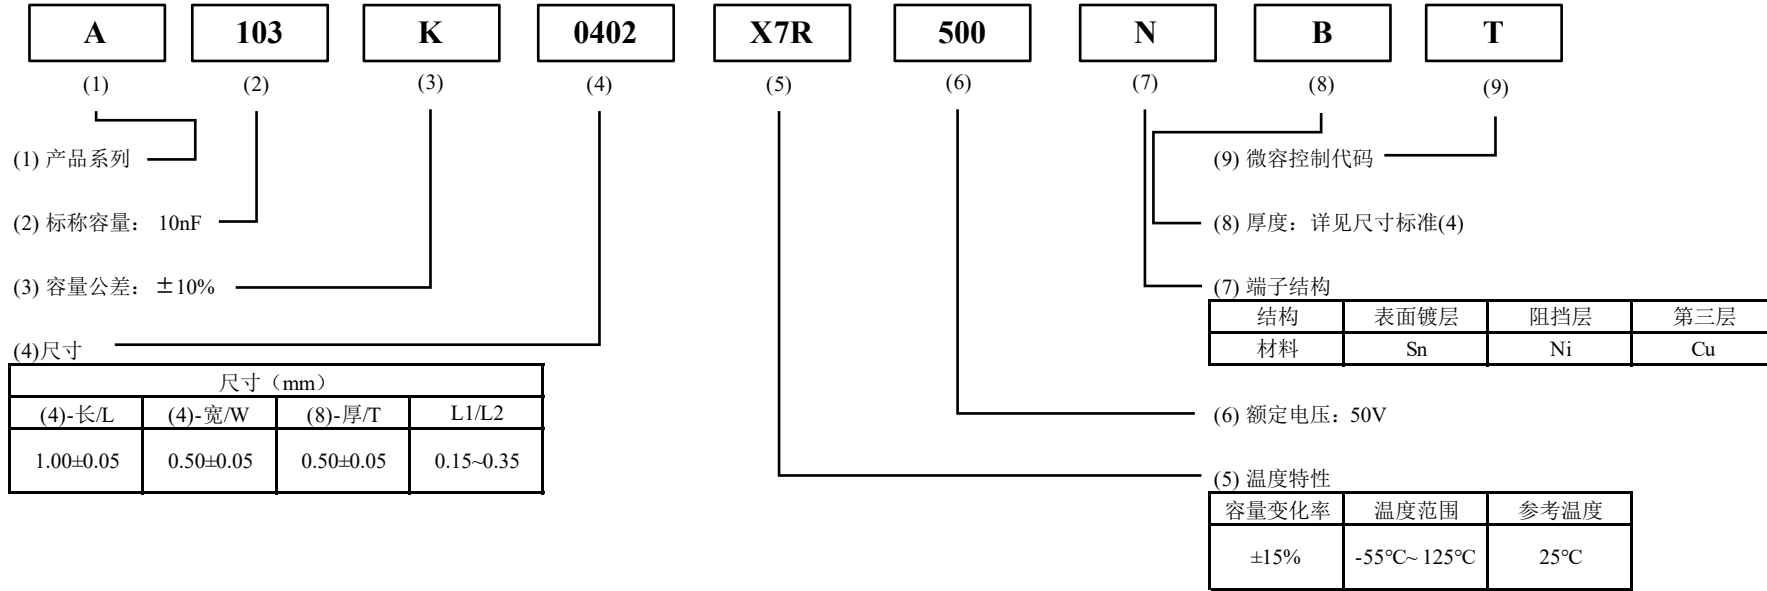 A 103 K 0402 X7R 500 N B T
(1) (2) (3) (4) (5) (6) (7) (8) (9)
(1) 产品系列
(9) 微容控制代码
(2) 标称容量： 10nF
(8) 厚度：详见尺寸标准(4)
(3) 容量公差：±10%
(7) 端子结构
结构 表面镀层 阻挡层 第三层
材料 Sn Ni Cu
(4)尺寸
尺寸（mm）
(4)-长/L (4)-宽/W (8)-厚/T L1/L2
1.00±0.05 0.50±0.05 0.50±0.05 0.15~0.35
(6) 额定电压：50V
(5) 温度特性
容量变化率 温度范围 参考温度
±15% -55℃~ 125℃ 25℃